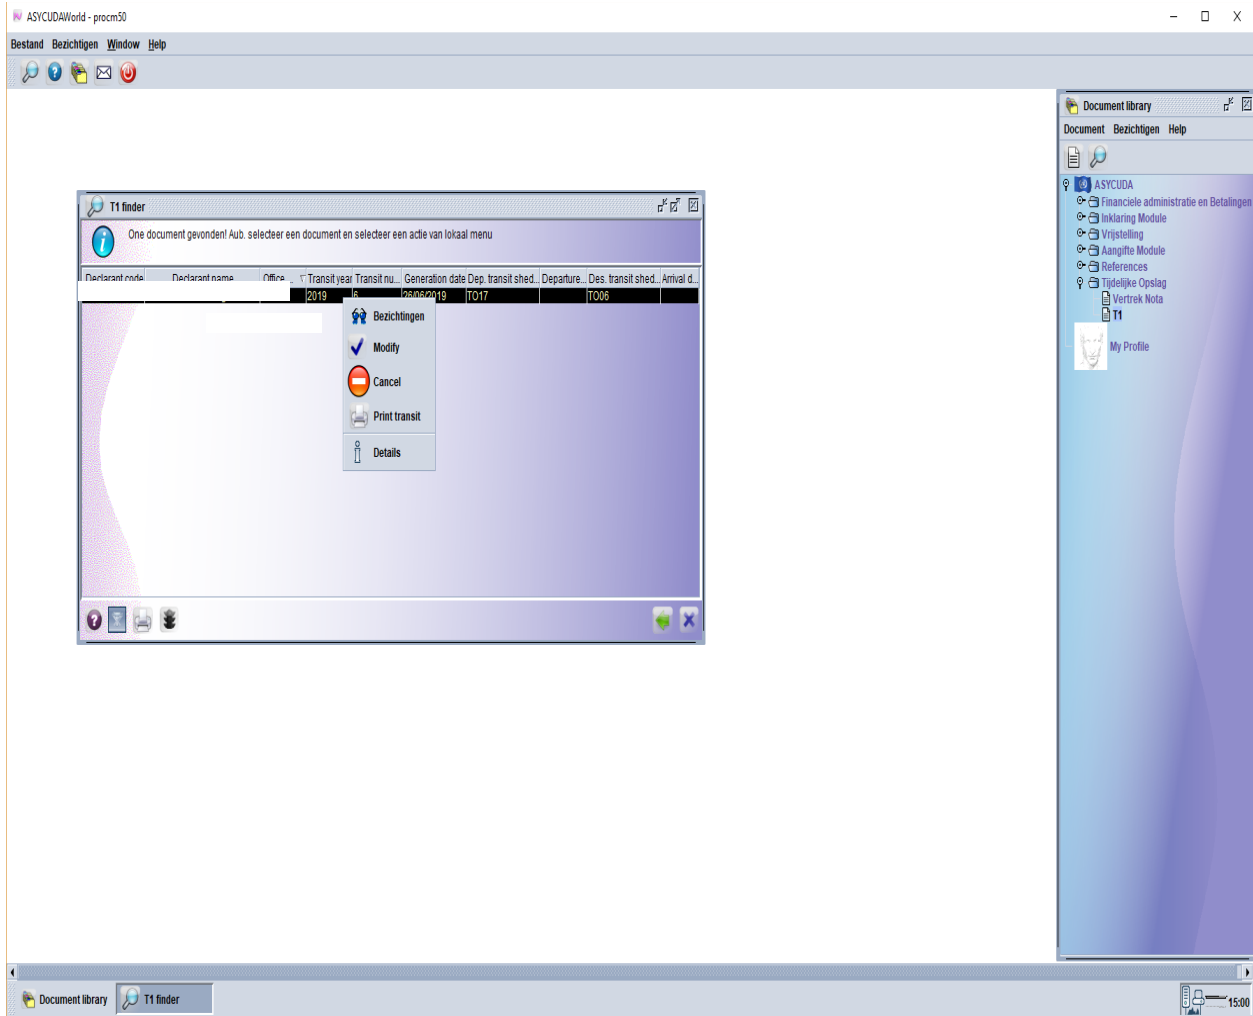 ASYCUDAWorld - procm50
Bestand Bezichtigen Window Help
Document library
Document Bezichtigen Help
ASYCUDA
Financiele administratie en Betalingen
Inklaring Module
Vrijstelling
Aangifte Module
References
Tijdelijke Opslag
Vertrek Nota
T1
My Profile
T1 finder
One document gevonden! Aub. selecteer een document en selecteer een actie van lokaal menu
Declarant code Declarant name Office ... Transit year Transit nu... Generation date Dep. transit shed... Departure... Des. transit shed... Arrival d...
2019 6 26/06/2019 TO17 TO06
Bezichtingen
Modify
Cancel
Print transit
Details
Document library T1 finder 15:00